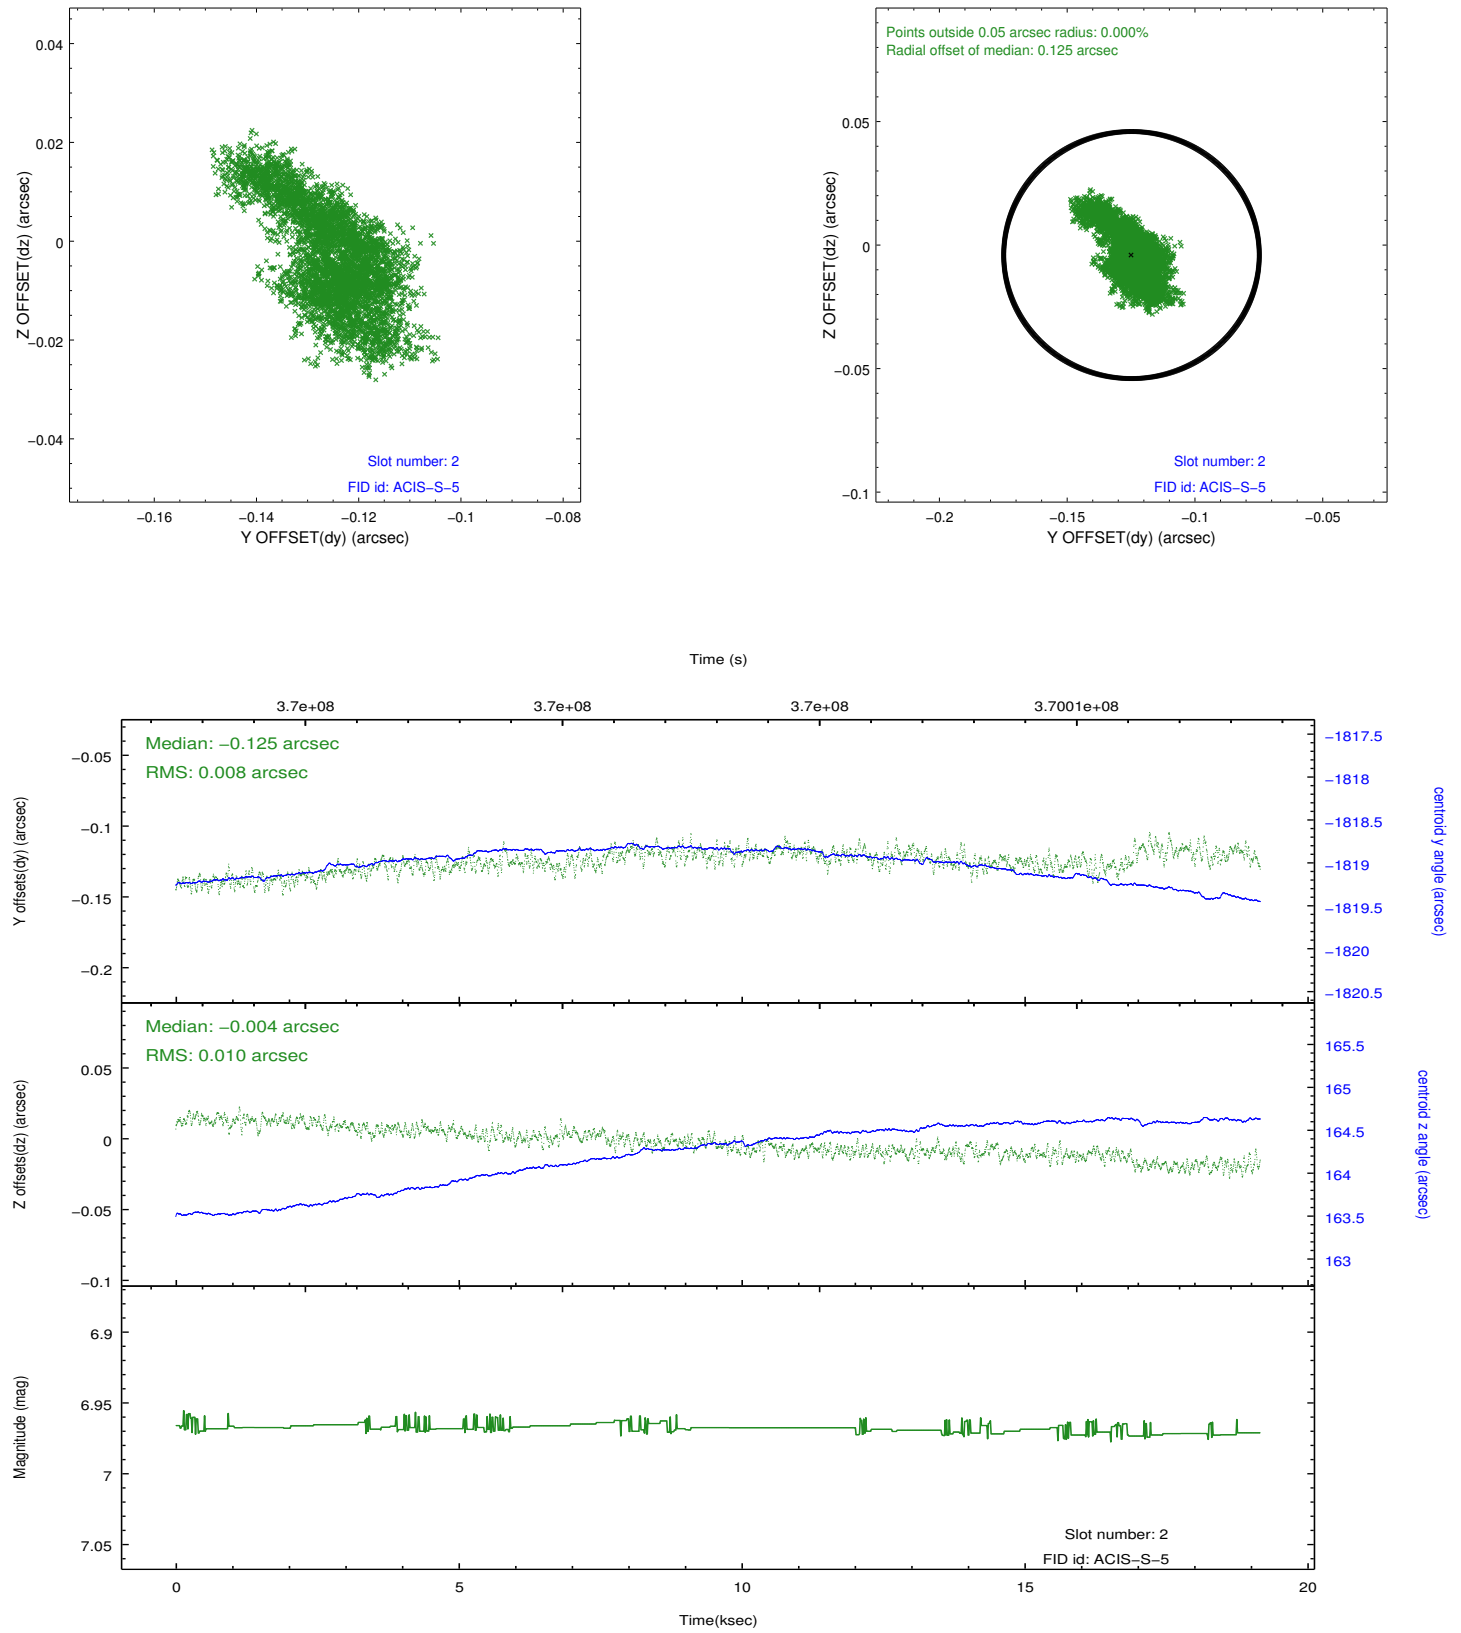 0.04
0.02
0
−0.02
−0.04
Z OFFSET(dz) (arcsec)
Slot number: 2
FID id: ACIS−S−5
−0.16
−0.14
−0.12
−0.1
−0.08
Y OFFSET(dy) (arcsec)
Points outside 0.05 arcsec radius: 0.000%
Radial offset of median: 0.125 arcsec
0.05
0
−0.05
−0.1
Z OFFSET(dz) (arcsec)
Slot number: 2
FID id: ACIS−S−5
−0.2
−0.15
−0.1
−0.05
Y OFFSET(dy) (arcsec)
Time (s)
3.7e+08
3.7e+08
3.7e+08
3.7001e+08
Median: −0.125 arcsec
RMS: 0.008 arcsec
−0.05
−0.1
−0.15
−0.2
Y offsets(dy) (arcsec)
−1817.5
−1818
−1818.5
−1819
−1819.5
−1820
−1820.5
centroid y angle (arcsec)
Median: −0.004 arcsec
RMS: 0.010 arcsec
0.05
0
−0.05
−0.1
Z offsets(dz) (arcsec)
165.5
165
164.5
164
163.5
163
centroid z angle (arcsec)
6.9
6.95
7
7.05
Magnitude (mag)
Slot number: 2
FID id: ACIS−S−5
0
5
10
15
20
Time(ksec)